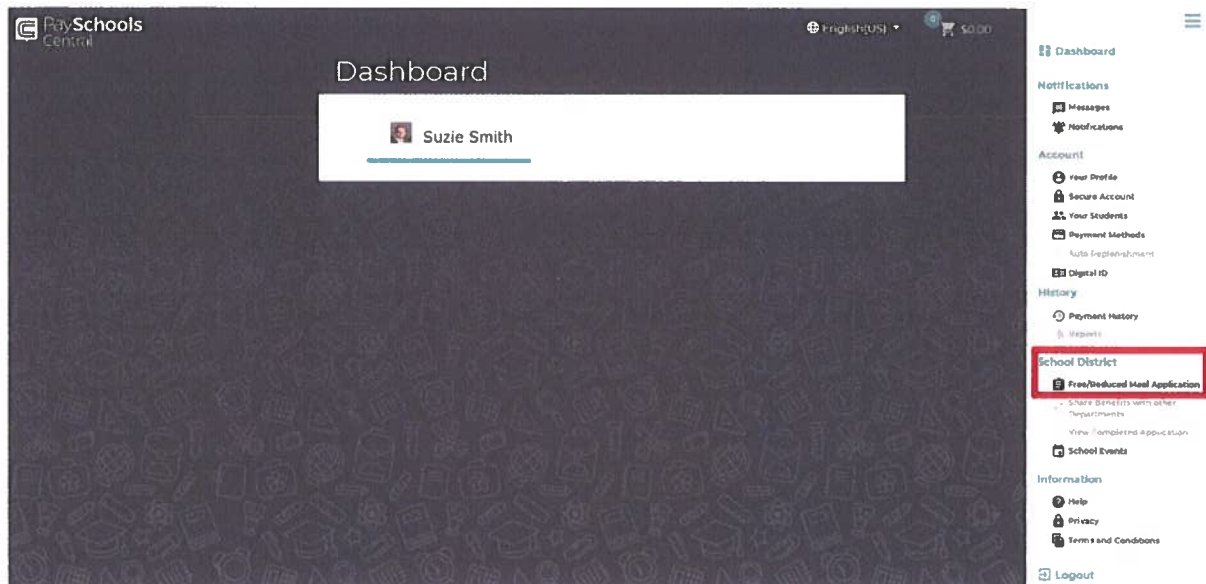 PaySchools
Central
English(US)
0
$0.00
Dashboard
Suzie Smith
Dashboard
Notifications
Messages
Notifications
Account
Your Profile
Secure Account
Your Students
Payment Methods
Auto Replenishment
Digital ID
History
Payment History
Reports
School District
Free/Reduced Meal Application
Share Benefits with other
Departments
View Completed Application
School Events
Information
Help
Privacy
Terms and Conditions
Logout